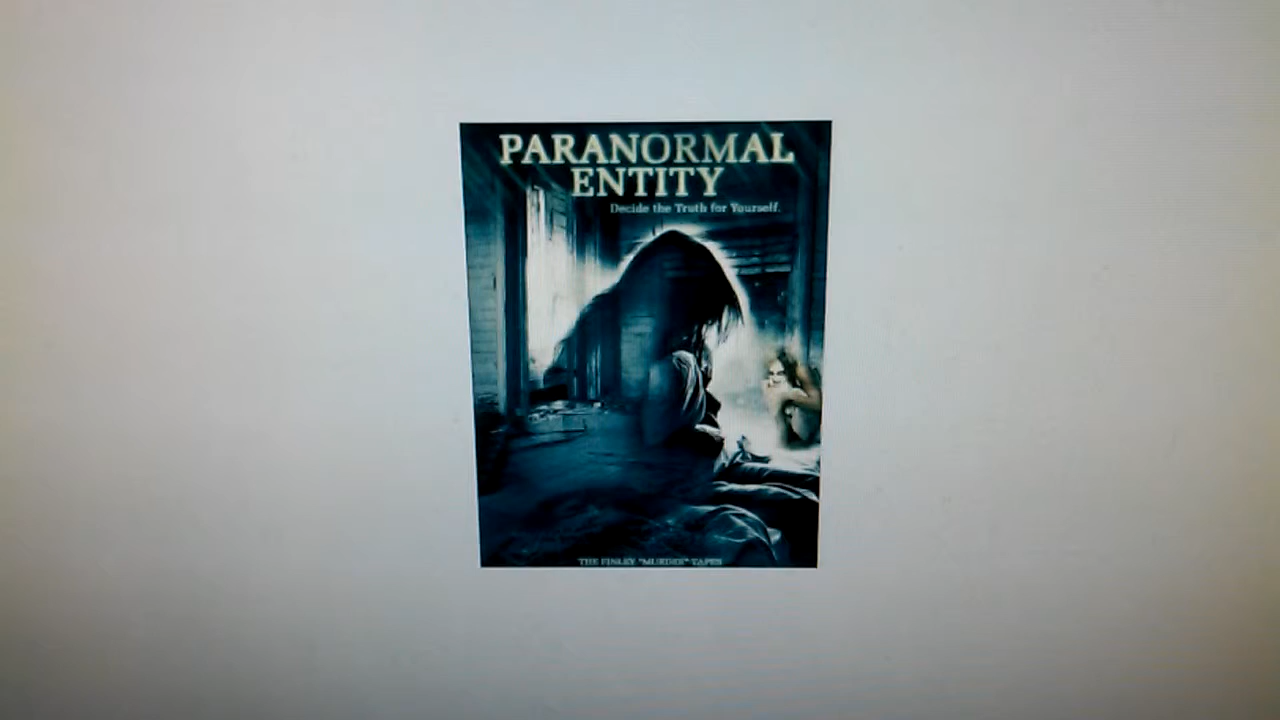 PARANORMAL
ENTITY
Decide the Truth for Yourself.
THE FINLEY "MURDER" TAPES